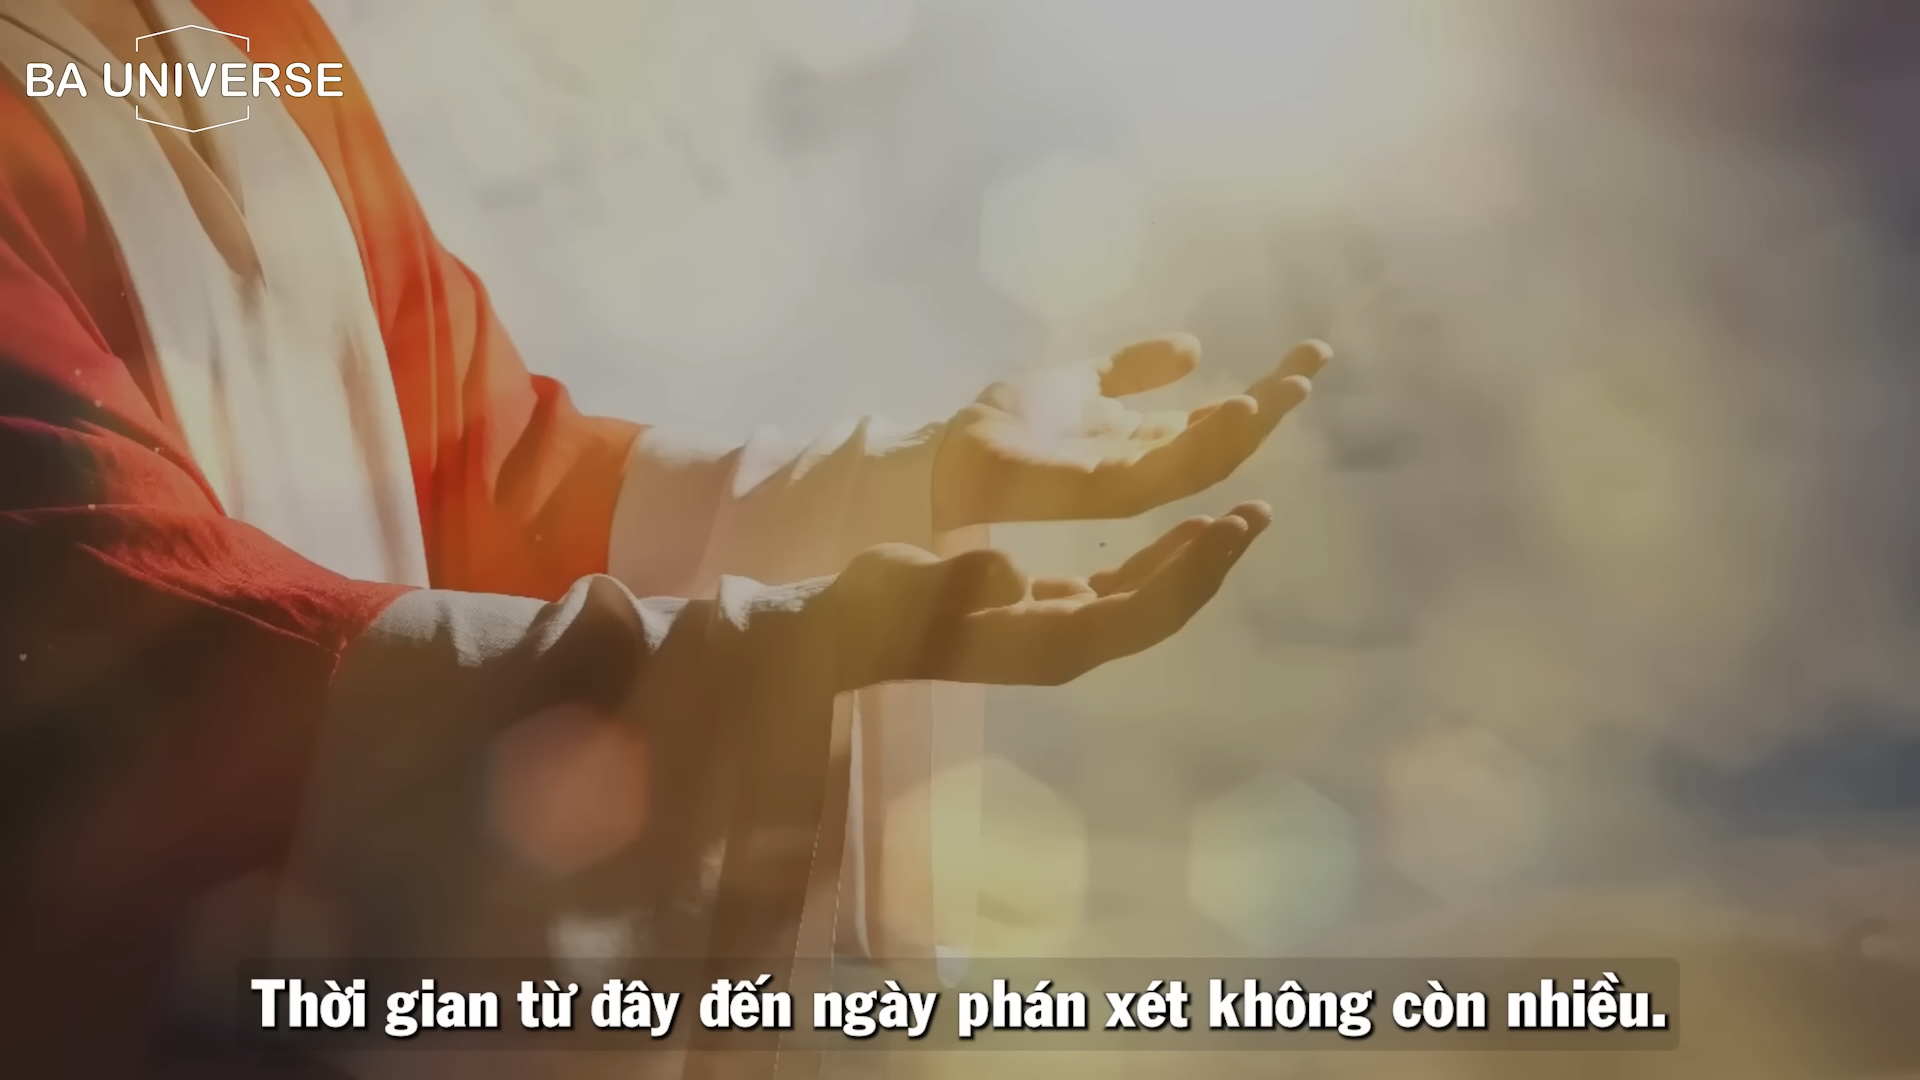 BA UNIVERSE
Thời gian từ đây đến ngày phán xét không còn nhiều.